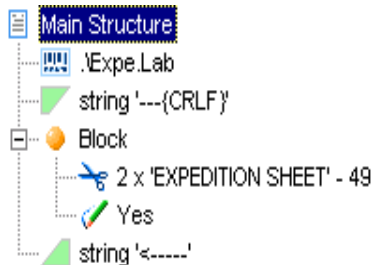 Main Structure
.\Expe.Lab
string '---{CRLF}'
Block
2 x 'EXPEDITION SHEET' - 49
Yes
string '<-----'